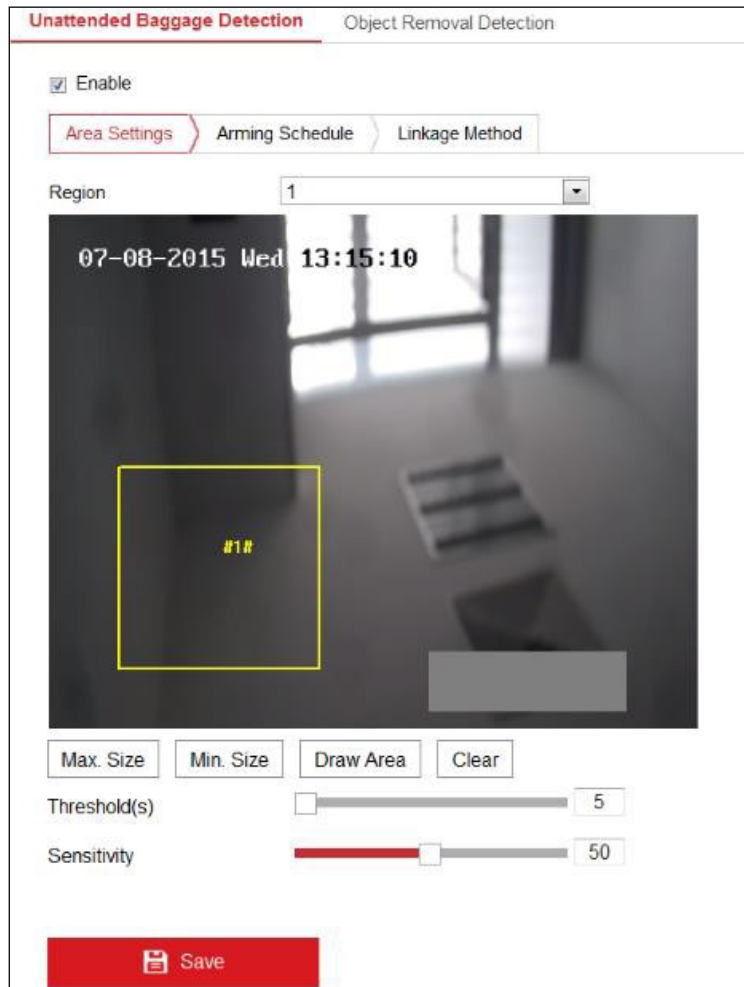 Unattended Baggage Detection Object Removal Detection
Enable
Area Settings Arming Schedule Linkage Method
Region 1
07-08-2015 Wed 13:15:10
#1#
Max. Size Min. Size Draw Area Clear
Threshold(s) 5
Sensitivity 50
Save